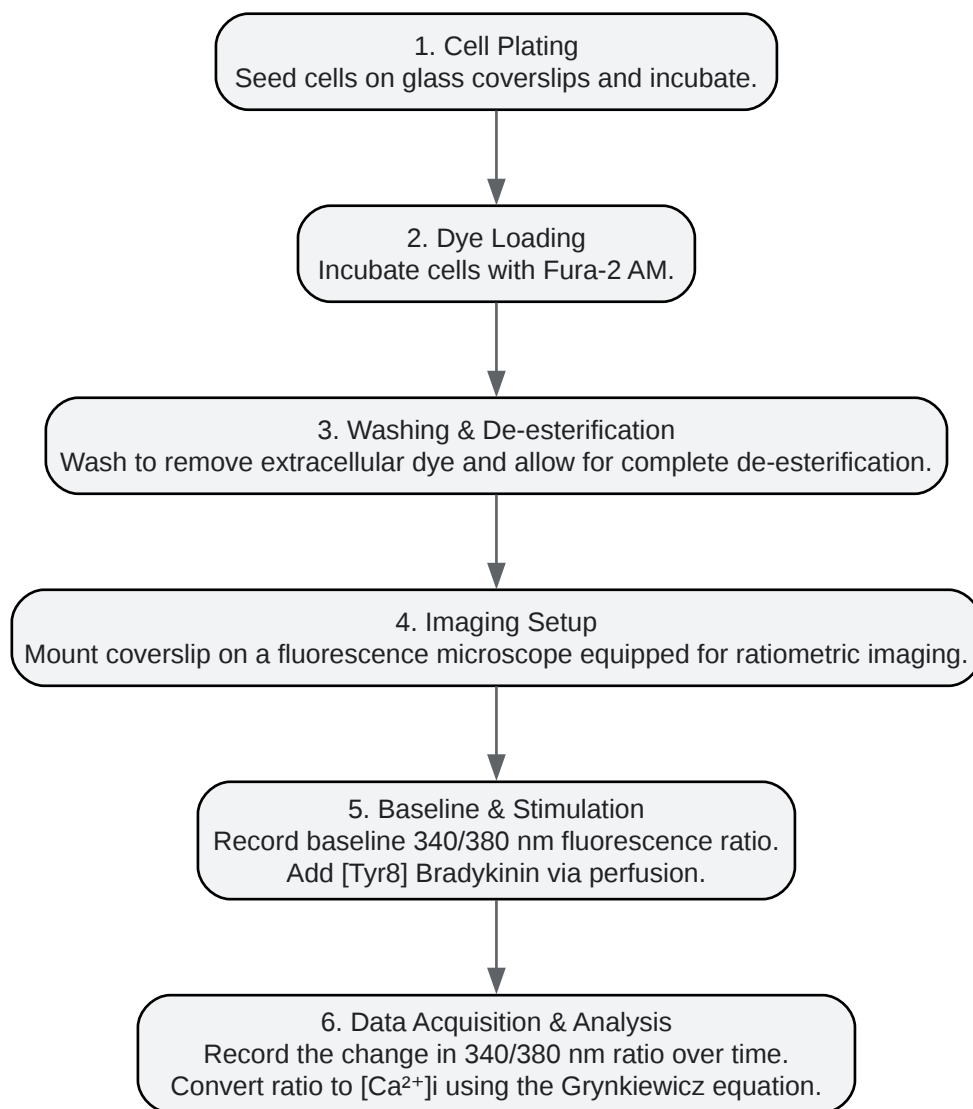 1. Cell Plating
Seed cells on glass coverslips and incubate.
2. Dye Loading
Incubate cells with Fura-2 AM.
3. Washing & De-esterification
Wash to remove extracellular dye and allow for complete de-esterification.
4. Imaging Setup
Mount coverslip on a fluorescence microscope equipped for ratiometric imaging.
5. Baseline & Stimulation
Record baseline 340/380 nm fluorescence ratio.
Add [Tyr8] Bradykinin via perfusion.
6. Data Acquisition & Analysis
Record the change in 340/380 nm ratio over time.
Convert ratio to [Ca²⁺]i using the Grynkiewicz equation.